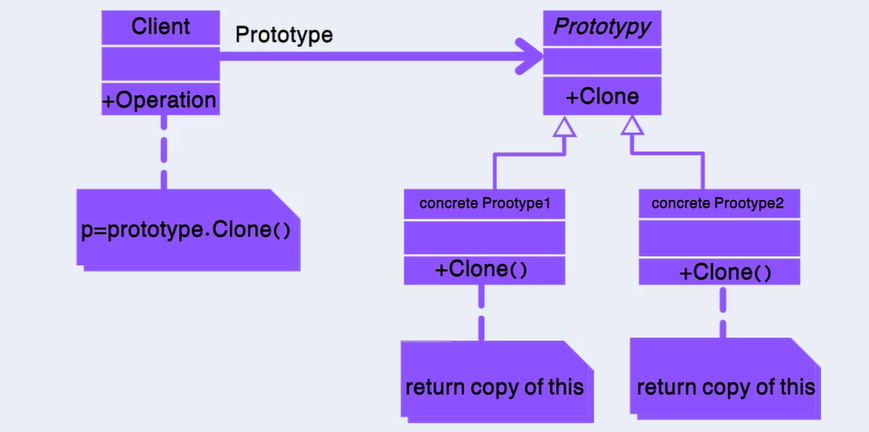 Client
Prototype
Prototypy
+Operation
+Clone
p=prototype.Clone()
concrete Prootype1
concrete Prootype2
+Clone()
+Clone()
return copy of this
return copy of this